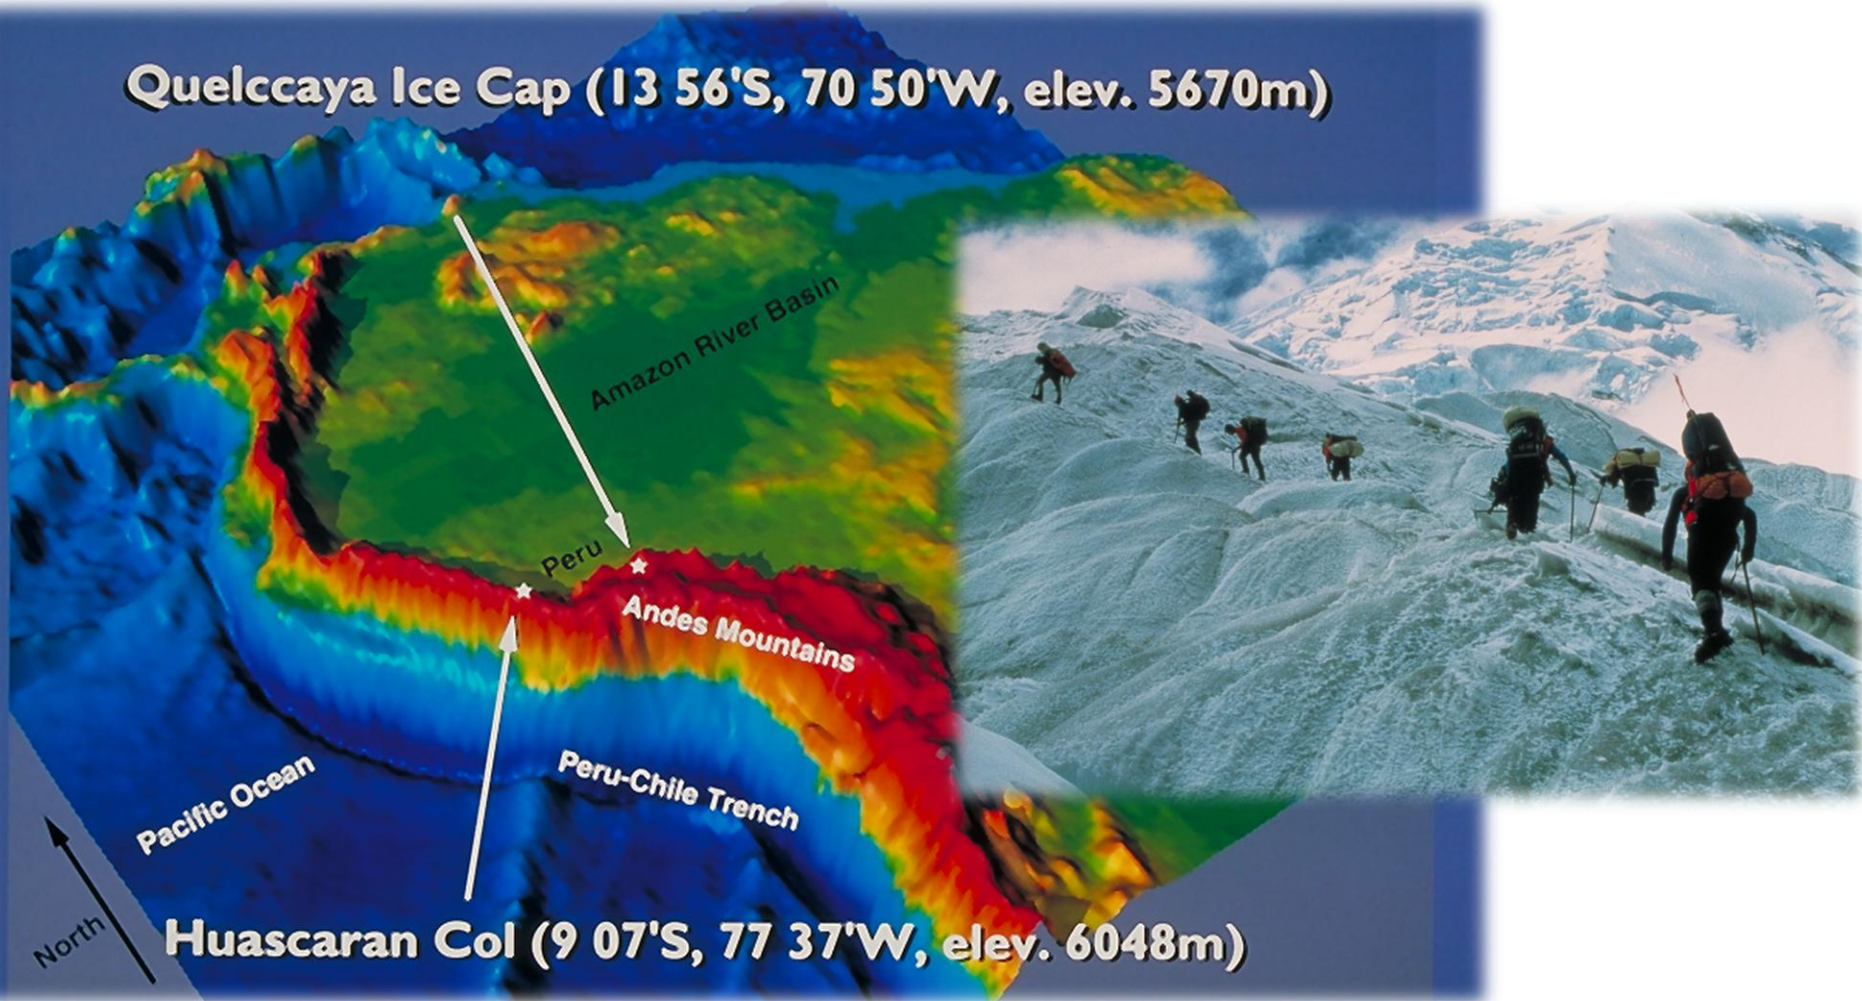 Quelccaya Ice Cap (13 56'S, 70 50'W, elev. 5670m)
Amazon River Basin
Peru
Andes Mountains
Peru-Chile Trench
Pacific Ocean
North
Huascaran Col (9 07'S, 77 37'W, elev. 6048m)